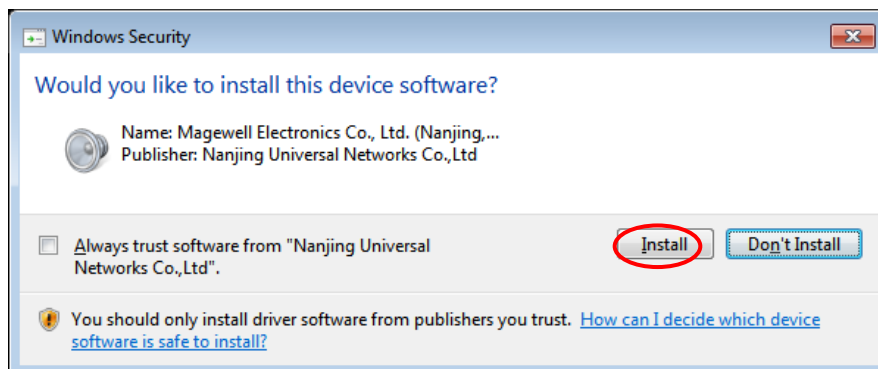 Windows Security
Would you like to install this device software?
Name: Magewell Electronics Co., Ltd. (Nanjing,...
Publisher: Nanjing Universal Networks Co.,Ltd
Always trust software from "Nanjing Universal
Networks Co.,Ltd".
Install
Don't Install
You should only install driver software from publishers you trust. How can I decide which device
software is safe to install?